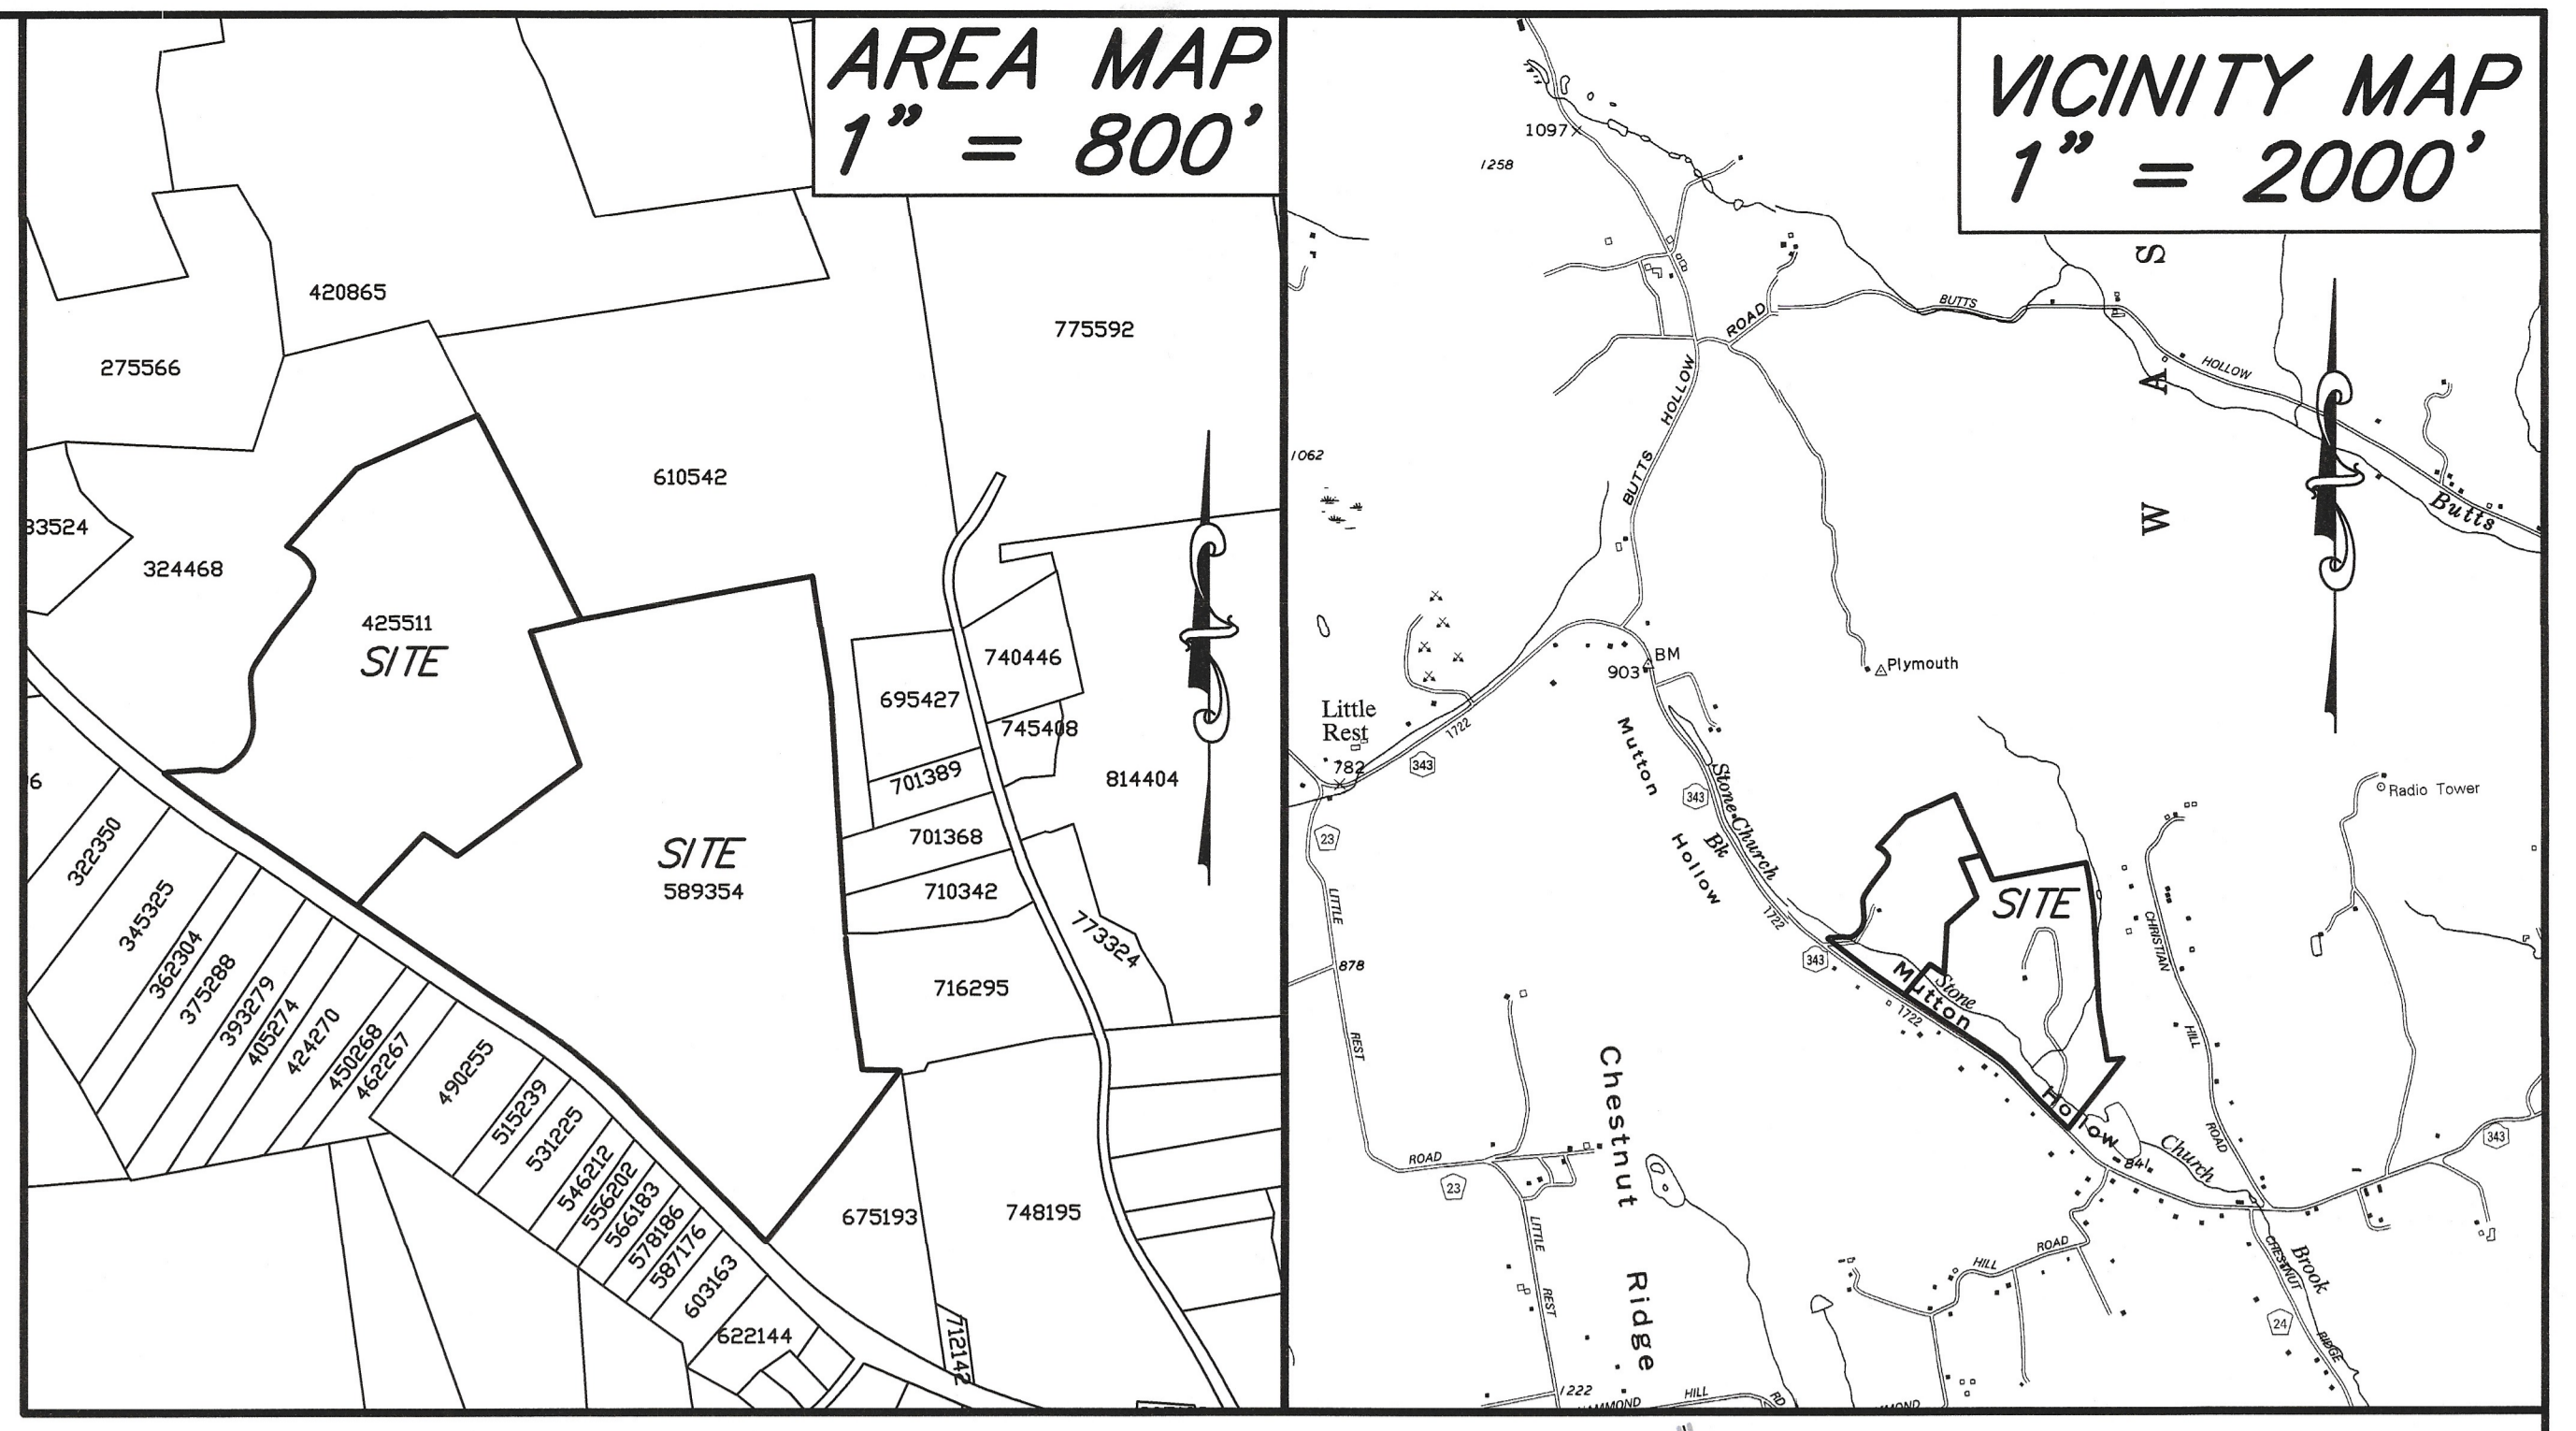 AREA MAP
1" = 800'
420865
275566
775592
610542
83524
324468
425511
SITE
740446
695427
745408
701389
814404
6
322350
701368
SITE
589354
710342
345325
773324
362304
375288
716295
393279
405274
424270
450268
462267
490255
515239
531225
546212
556202
566183
578186
587176
603163
675193
748195
622144
712142
VICINITY MAP
1" = 2000'
1097
1258
S
BUTTS
ROAD
HOLLOW
A
HOLLOW
1062
BUTTS
W
Butts
BM
903
Plymouth
Little
Rest
1722
343
782
Mutton
Stone Church
Bk
343
Radio Tower
23
Hollow
LITTLE
SITE
1722
CHRISTIAN
343
878
Mutton
Stone
1722
REST
HILL
Chestnut
Hollow
343
ROAD
841
Church
ROAD
23
LITTLE
ROAD
HILL
Brook
CHESTNUT
Ridge
REST
24
RIDGE
1222
HAMMOND
HILL
RD
MOND